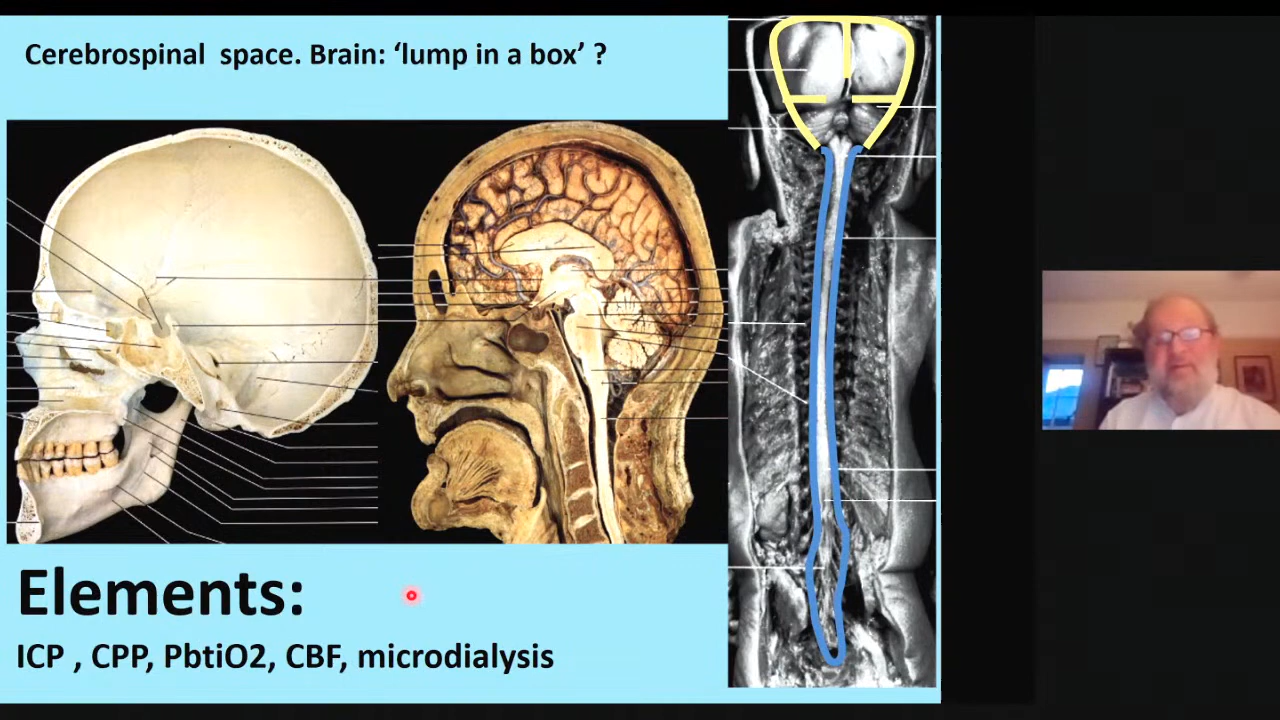 Cerebrospinal  space. Brain: ‘lump in a box’ ?
Elements:
ICP , CPP, PbtiO2, CBF, microdialysis